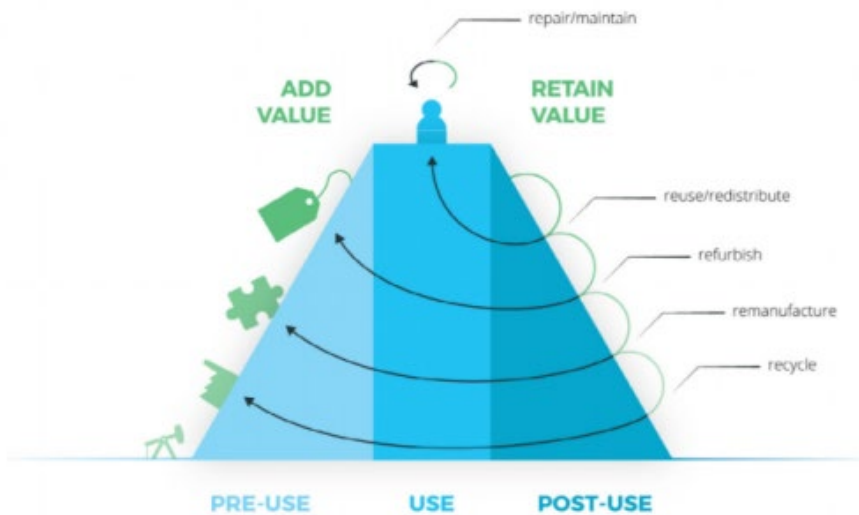 repair/maintain
ADD
VALUE
RETAIN
VALUE
reuse/redistribute
refurbish
remanufacture
recycle
PRE-USE
USE
POST-USE